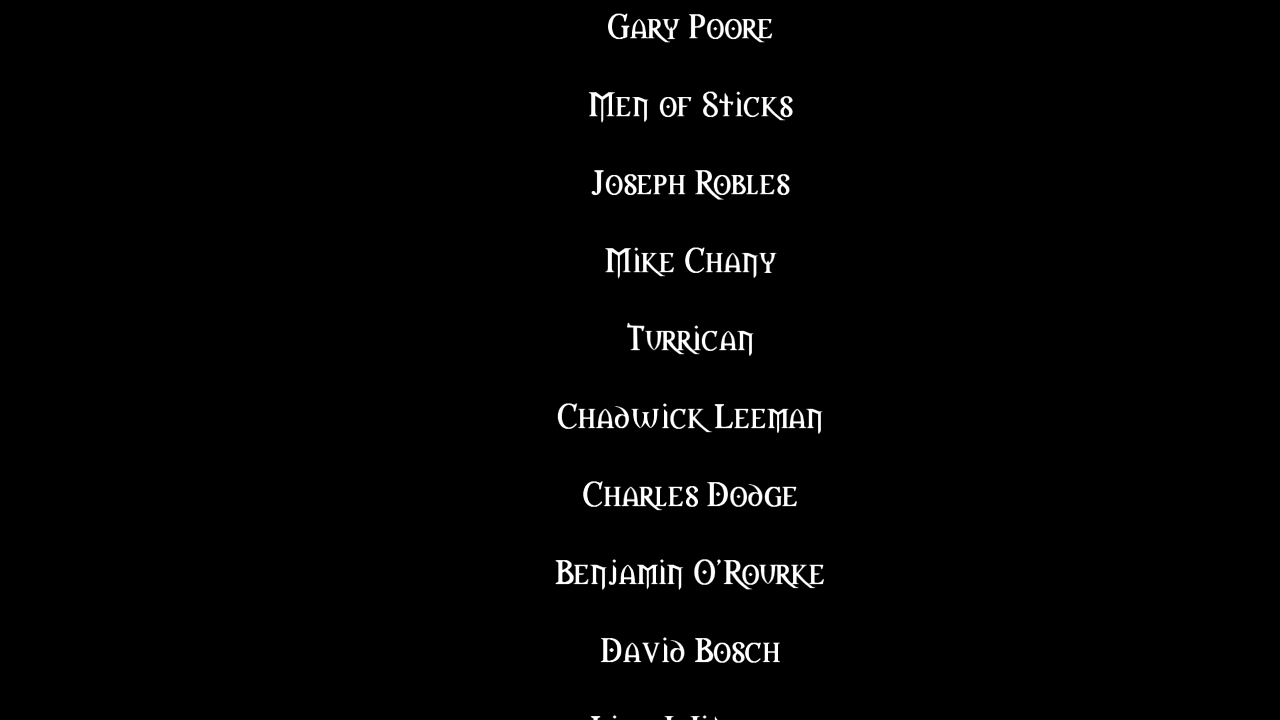 Gary Poore
Men of Sticks
Joseph Robles
Mike Chany
Turrican
Chadwick Leeman
Charles Dodge
Benjamin O'Rourke
David Bosch